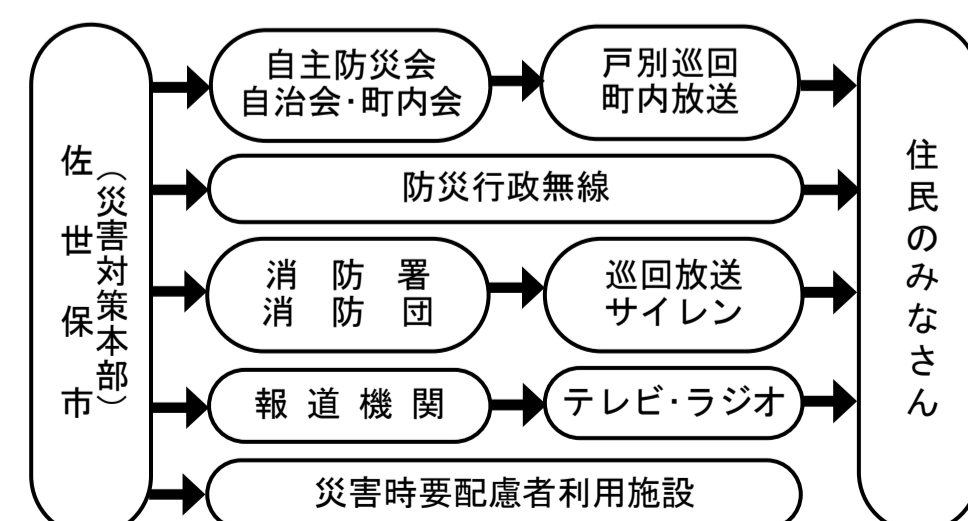 佐世保市
（災害対策本部）
自主防災会
自治会・町内会
戸別巡回
町内放送
防災行政無線
消防署
消防団
巡回放送
サイレン
報道機関
テレビ・ラジオ
災害時要配慮者利用施設
住民のみなさん